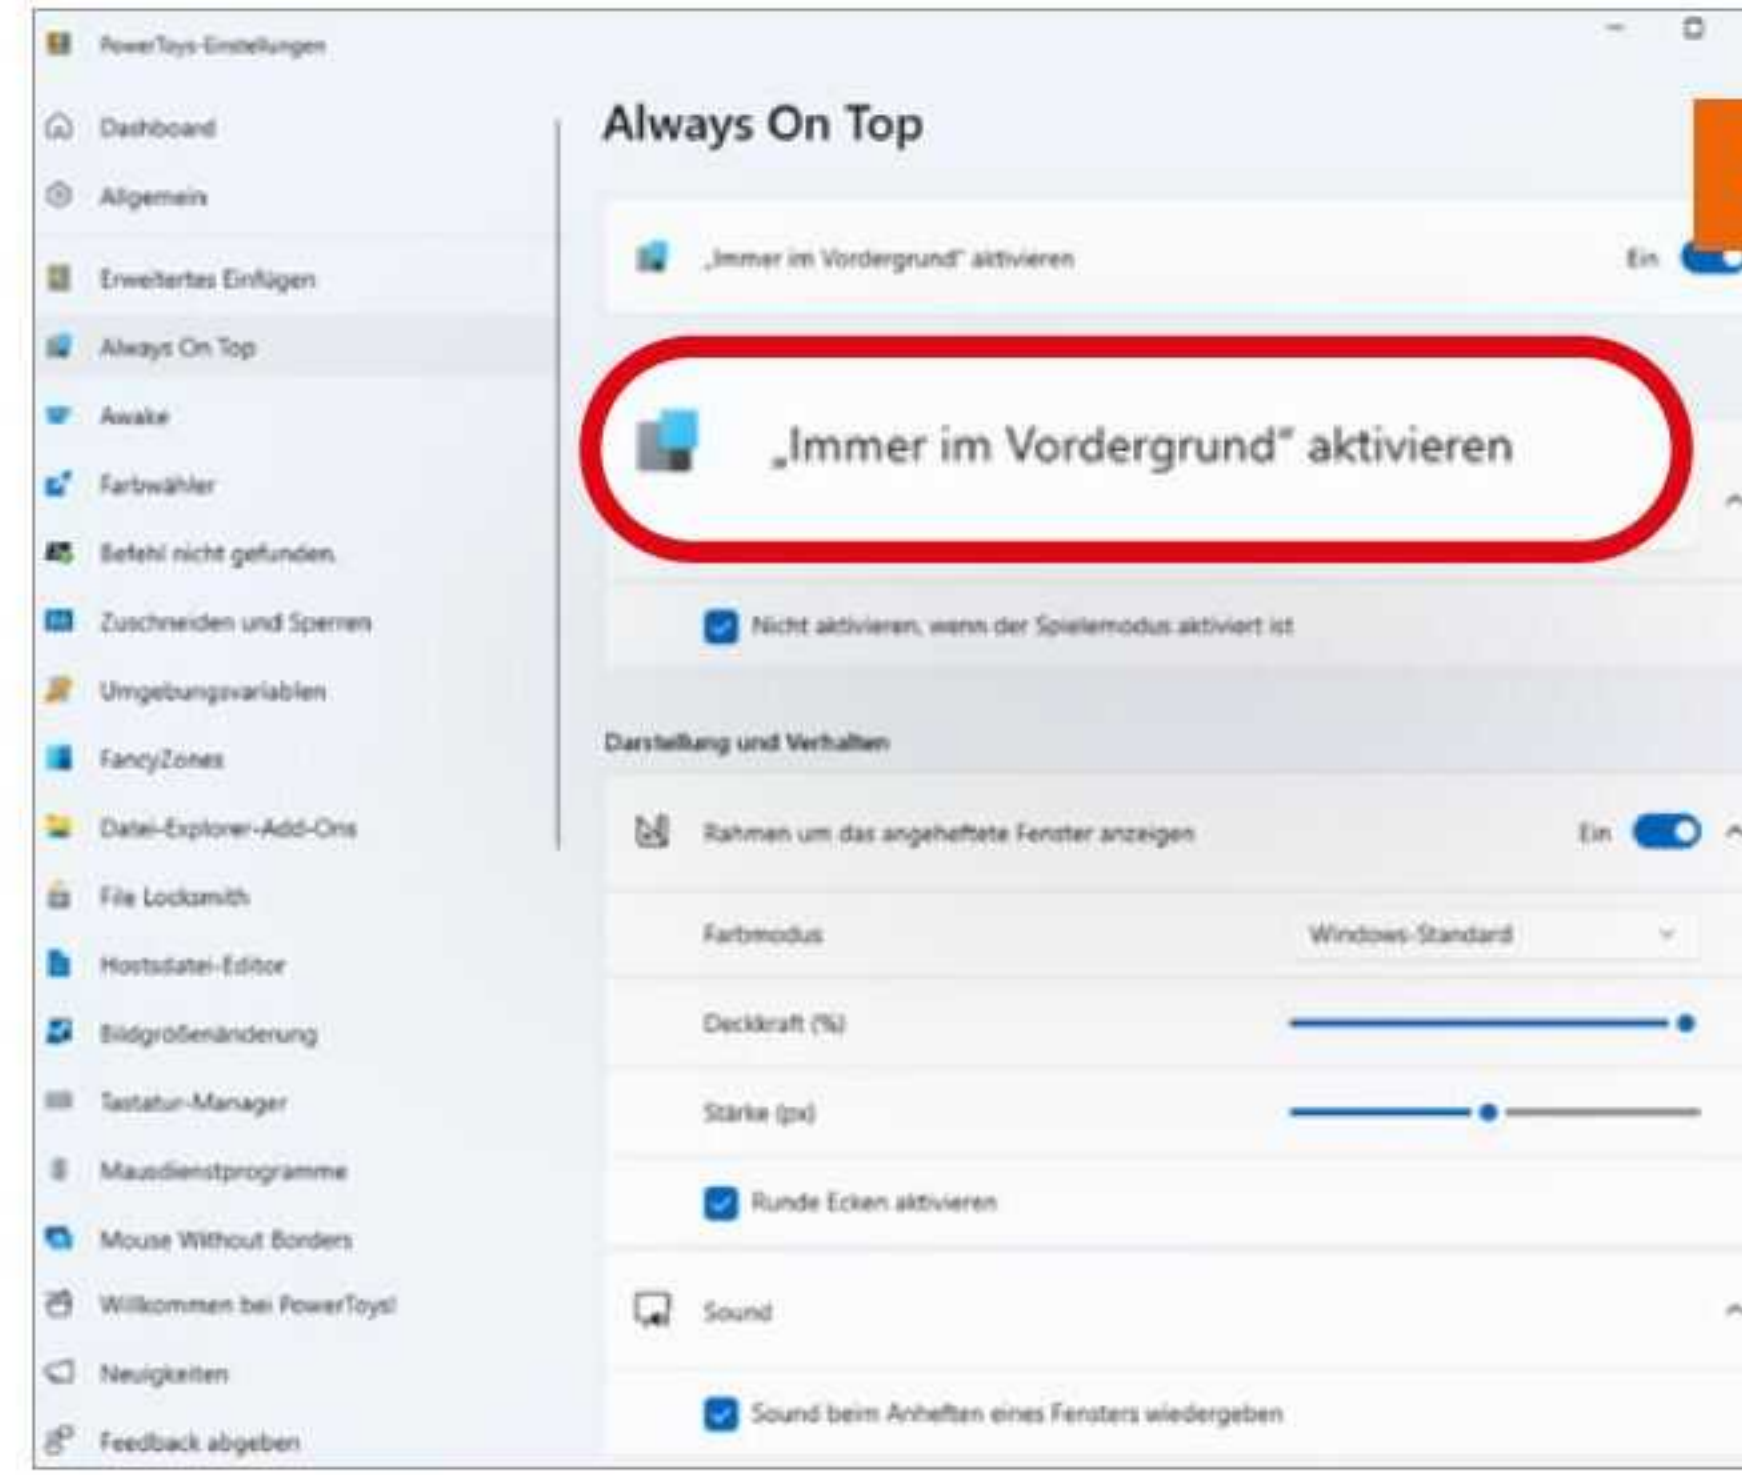 PowerToys-Einstellungen
Dashboard
Allgemein
Erweitertes Einfügen
Always On Top
Awake
Farbwähler
Befehl nicht gefunden.
Zuschneiden und Sperren
Umgebungsvariablen
FancyZones
Datei-Explorer-Add-Ons
File Locksmith
Hostsdatei-Editor
Bildgrößenänderung
Tastatur-Manager
Mausdienstprogramme
Mouse Without Borders
Willkommen bei PowerToys!
Neuigkeiten
Feedback abgeben
Always On Top
„Immer im Vordergrund" aktivieren
Ein
„Immer im Vordergrund" aktivieren
Nicht aktivieren, wenn der Spielemodus aktiviert ist
Darstellung und Verhalten
Rahmen um das angeheftete Fenster anzeigen
Ein
Farbmodus
Windows-Standard
Deckkraft (%)
Stärke (px)
Runde Ecken aktivieren
Sound
Sound beim Anheften eines Fensters wiedergeben